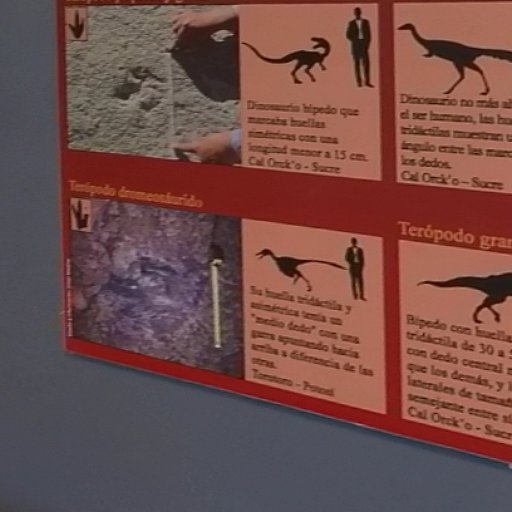 Dinosaurio bípedo que
marcaba huellas
simétricas con una
longitud menor a 15 cm.
Cal Orck'o - Sucre
Dinosaurio no más al
el ser humano, las hu
tridáctilas muestran u
ángulo entre las marc
los dedos.
Cal Orck'o – Sucre
Terópodo dromeosáurido
Su huella tridáctila y
asimétrica tenía un
"medio dedo" con una
garra apuntando hacia
arriba a diferencia de las
otras.
Torotoro - Potosí
Terópodo gran
Bípedo con huella
tridáctila de 30 a
con dedo central
que los demás, y
laterales de tamañ
semejante entre sí
Cal Orck'o - Sucr